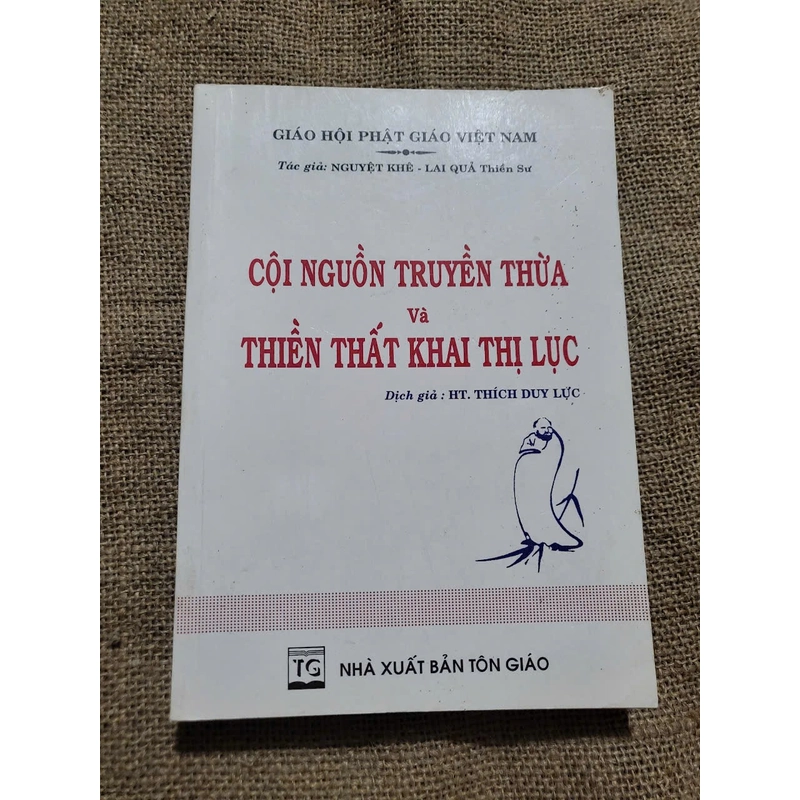 GIÁO HỘI PHẬT GIÁO VIỆT NAM
Tác giả: NGUYỆT KHÊ - LAI QUẢ Thiền Sư
CỘI NGUỒN TRUYỀN THỪA
Và
THIỀN THẤT KHAI THỊ LỤC
Dịch giả : HT. THÍCH DUY LỰC
TG
NHÀ XUẤT BẢN TÔN GIÁO